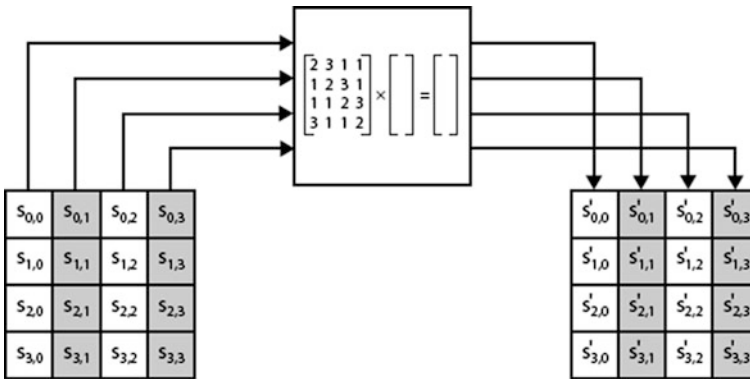 2 3 1 1
1 2 3 1
1 1 2 3
3 1 1 2
× =
S0,0 S0,1 S0,2 S0,3
S1,0 S1,1 S1,2 S1,3
S2,0 S2,1 S2,2 S2,3
S3,0 S3,1 S3,2 S3,3
S'0,0 S'0,1 S'0,2 S'0,3
S'1,0 S'1,1 S'1,2 S'1,3
S'2,0 S'2,1 S'2,2 S'2,3
S'3,0 S'3,1 S'3,2 S'3,3